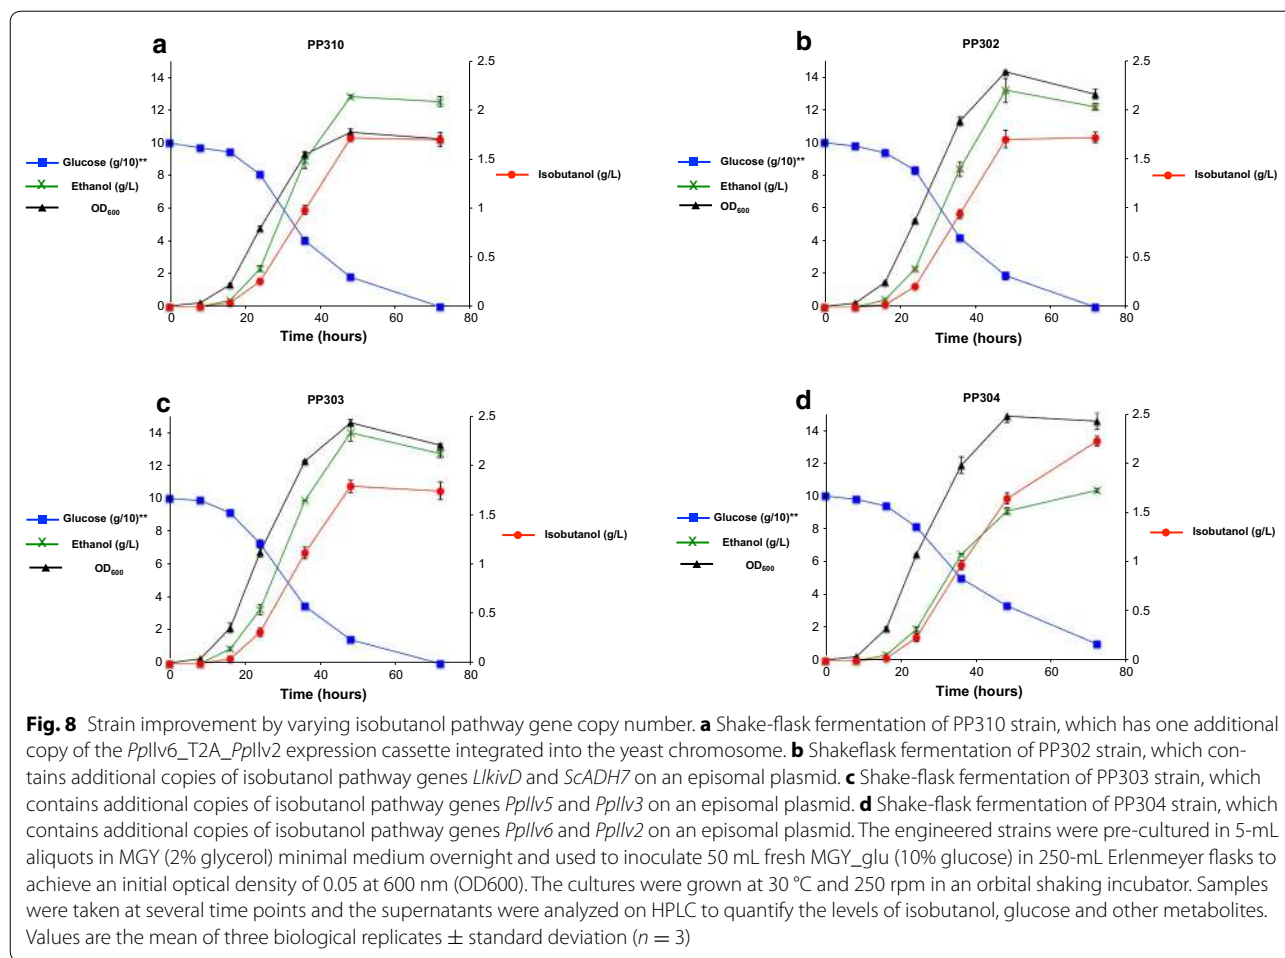 a
PP310
16
14
12
10
8
6
4
2
0
2.5
2
1.5
1
0.5
0
0 20 40 60 80
Time (hours)
Glucose (g/10)**
Ethanol (g/L)
OD600
Isobutanol (g/L)
b
PP302
14
12
10
8
6
4
2
0
2.5
2
1.5
1
0.5
0
0 20 40 60 80
Time (hours)
Glucose (g/10)**
Ethanol (g/L)
OD600
Isobutanol (g/L)
c
PP303
14
12
10
8
6
4
2
0
2.5
2
1.5
1
0.5
0
0 20 40 60 80
Time (hours)
Glucose (g/10)**
Ethanol (g/L)
OD600
Isobutanol (g/L)
d
PP304
14
12
10
8
6
4
2
0
2.5
2
1.5
1
0.5
0
0 20 40 60 80
Time (hours)
Glucose (g/10)**
Ethanol (g/L)
OD600
Isobutanol (g/L)
Fig. 8 Strain improvement by varying isobutanol pathway gene copy number. a Shake-flask fermentation of PP310 strain, which has one additional
copy of the PpIlv6_T2A_PpIlv2 expression cassette integrated into the yeast chromosome. b Shakeflask fermentation of PP302 strain, which con-
tains additional copies of isobutanol pathway genes LlkivD and ScADH7 on an episomal plasmid. c Shake-flask fermentation of PP303 strain, which
contains additional copies of isobutanol pathway genes PpIlv5 and PpIlv3 on an episomal plasmid. d Shake-flask fermentation of PP304 strain, which
contains additional copies of isobutanol pathway genes PpIlv6 and PpIlv2 on an episomal plasmid. The engineered strains were pre-cultured in 5-mL
aliquots in MGY (2% glycerol) minimal medium overnight and used to inoculate 50 mL fresh MGY_glu (10% glucose) in 250-mL Erlenmeyer flasks to
achieve an initial optical density of 0.05 at 600 nm (OD600). The cultures were grown at 30 °C and 250 rpm in an orbital shaking incubator. Samples
were taken at several time points and the supernatants were analyzed on HPLC to quantify the levels of isobutanol, glucose and other metabolites.
Values are the mean of three biological replicates ± standard deviation (n = 3)